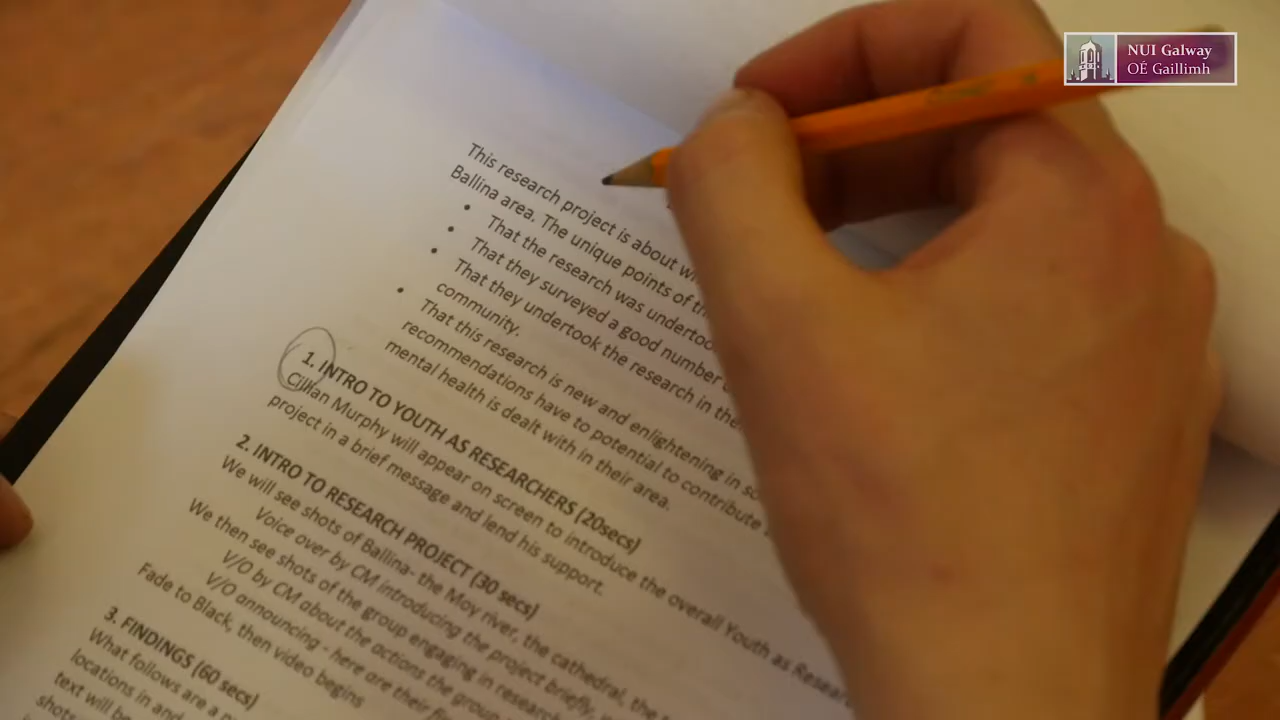 NUI Galway
OÉ Gaillimh
This research project is about
Ballina area. The unique points of
• That the research was
• That they surveyed a good number
• That they undertook the research in the
community.
• That this research is new and enlightening in
recommendations have to potential to contribute
mental health is dealt with in their area.
1. INTRO TO YOUTH AS RESEARCHERS (20secs)
Cillian Murphy will appear on screen to introduce the overall Youth as
project in a brief message and lend his support.
2. INTRO TO RESEARCH PROJECT (30 secs)
We will see shots of Ballina- the Moy river, the cathedral, the
Voice over by CM introducing the project briefly,
We then see shots of the group engaging in
V/O by CM about the actions the
V/O announcing - here are their
Fade to Black, then video begins
3. FINDINGS (60 secs)
What follows are a
locations in and
text will be
shots